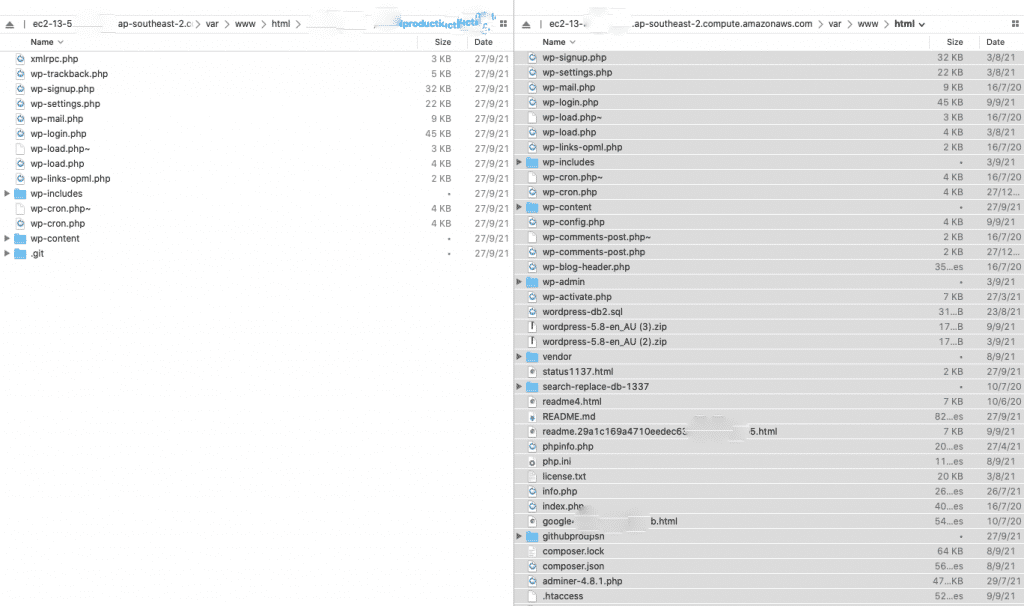 ec2-13-5 .ap-southeast-2.c var www html
Name Size Date
xmlrpc.php 3 KB 27/9/21
wp-trackback.php 5 KB 27/9/21
wp-signup.php 32 KB 27/9/21
wp-settings.php 22 KB 27/9/21
wp-mail.php 9 KB 27/9/21
wp-login.php 45 KB 27/9/21
wp-load.php~ 3 KB 27/9/21
wp-load.php 4 KB 27/9/21
wp-links-opml.php 2 KB 27/9/21
wp-includes 27/9/21
wp-cron.php~ 4 KB 27/9/21
wp-cron.php 4 KB 27/9/21
wp-content 27/9/21
.git 27/9/21
ec2-13- .ap-southeast-2.compute.amazonaws.com var www html
Name Size Date
wp-signup.php 32 KB 3/8/21
wp-settings.php 22 KB 3/8/21
wp-mail.php 9 KB 16/7/20
wp-login.php 45 KB 9/9/21
wp-load.php~ 3 KB 16/7/20
wp-load.php 4 KB 3/8/21
wp-links-opml.php 2 KB 16/7/20
wp-includes 3/9/21
wp-cron.php~ 4 KB 16/7/20
wp-cron.php 4 KB 27/12...
wp-content 27/9/21
wp-config.php 4 KB 9/9/21
wp-comments-post.php~ 2 KB 16/7/20
wp-comments-post.php 2 KB 27/12...
wp-blog-header.php 35...es 16/7/20
wp-admin 3/9/21
wp-activate.php 7 KB 27/3/21
wordpress-db2.sql 31...B 23/8/21
wordpress-5.8-en_AU (3).zip 17...B 9/9/21
wordpress-5.8-en_AU (2).zip 17...B 3/9/21
vendor 8/9/21
status1137.html 2 KB 27/9/21
search-replace-db-1337 10/7/20
readme4.html 7 KB 10/6/20
README.md 82...es 27/9/21
readme.29a1c169a4710eedec63 5.html 7 KB 9/9/21
phpinfo.php 20...es 27/4/21
php.ini 11...es 8/9/21
license.txt 20 KB 3/8/21
info.php 26...es 26/7/21
index.php 40...es 16/7/20
google b.html 54...es 10/7/20
githubprodpsn 27/9/21
composer.lock 64 KB 8/9/21
composer.json 56...es 8/9/21
adminer-4.8.1.php 47...KB 29/7/21
.htaccess 52...es 9/9/21